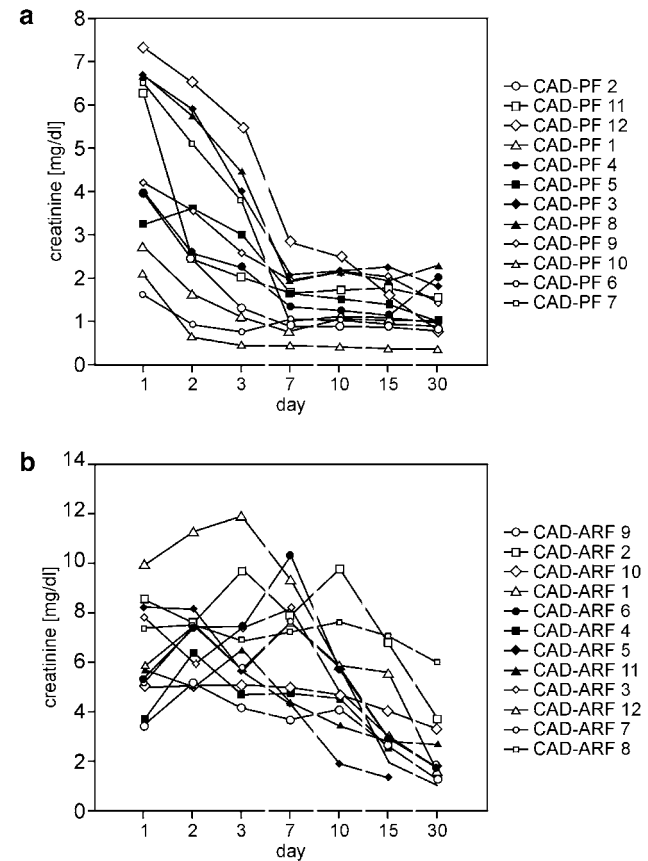 a
8
7
6
5
4
3
2
1
0
creatinine [mg/dl]
1 2 3 7 10 15 30
day
CAD-PF 2
CAD-PF 11
CAD-PF 12
CAD-PF 1
CAD-PF 4
CAD-PF 5
CAD-PF 3
CAD-PF 8
CAD-PF 9
CAD-PF 10
CAD-PF 6
CAD-PF 7
b
14
12
10
8
6
4
2
0
creatinine [mg/dl]
1 2 3 7 10 15 30
day
CAD-ARF 9
CAD-ARF 2
CAD-ARF 10
CAD-ARF 1
CAD-ARF 6
CAD-ARF 4
CAD-ARF 5
CAD-ARF 11
CAD-ARF 3
CAD-ARF 12
CAD-ARF 7
CAD-ARF 8